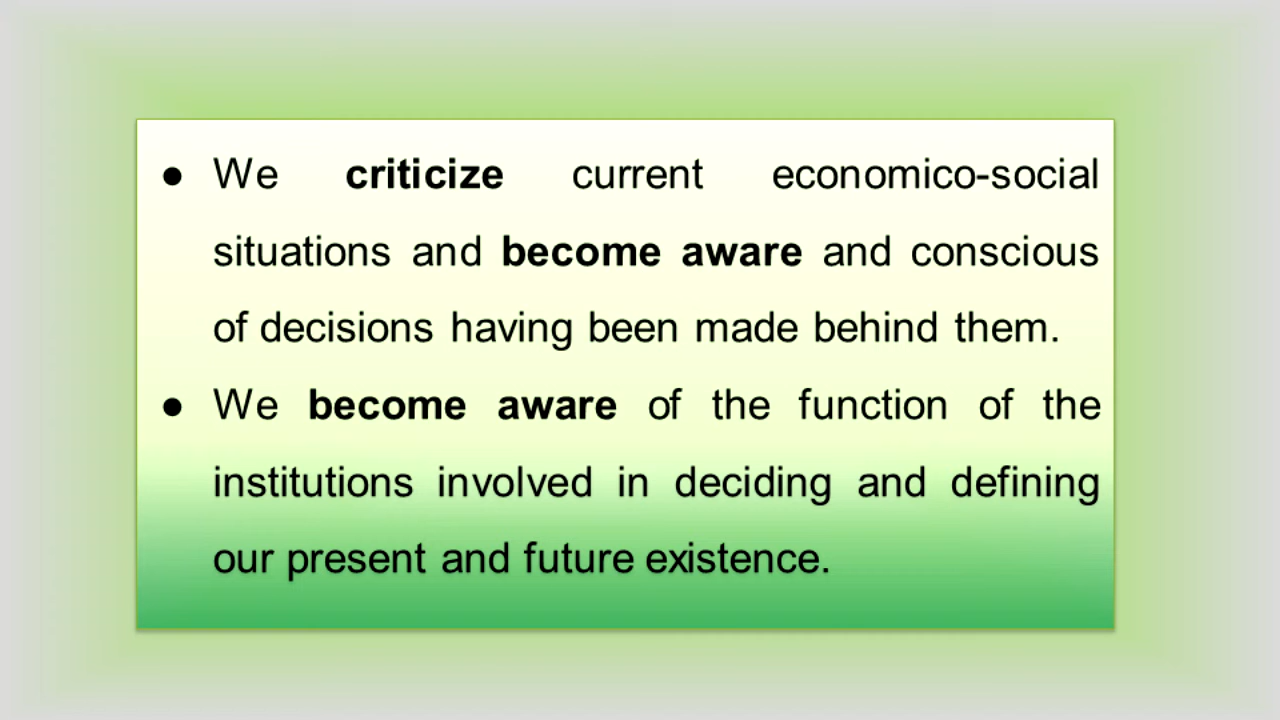 ● We criticize current economico-social
situations and become aware and conscious
of decisions having been made behind them.
● We become aware of the function of the
institutions involved in deciding and defining
our present and future existence.